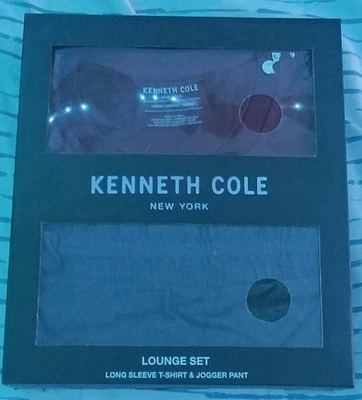 KENNETH COLE
KENNETH COLE
NEW YORK
LOUNGE SET
LONG SLEEVE T-SHIRT & JOGGER PANT